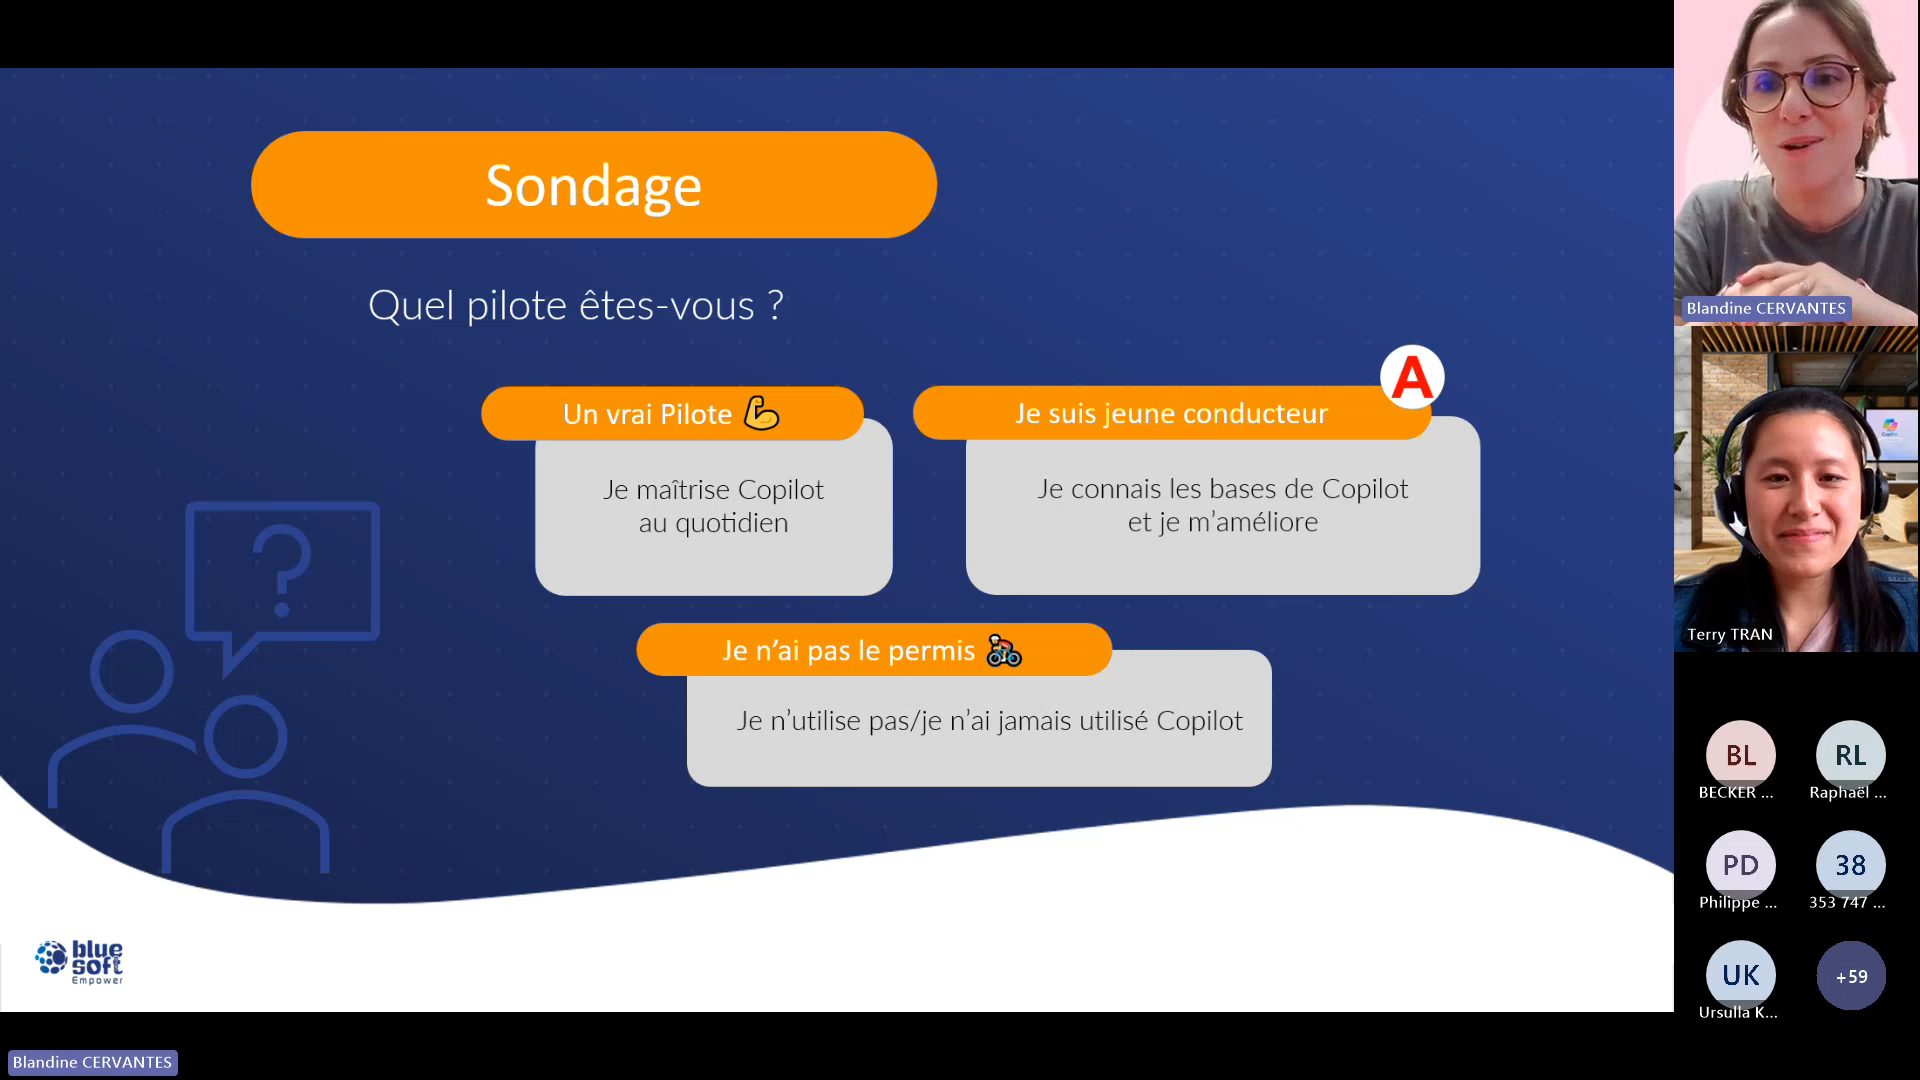 Sondage
Quel pilote êtes-vous ?
Un vrai Pilote
Je maîtrise Copilot
au quotidien
A
Je suis jeune conducteur
Je connais les bases de Copilot
et je m’améliore
Je n’ai pas le permis
Je n’utilise pas/je n’ai jamais utilisé Copilot
?
blue
soft
Empower
Blandine CERVANTES
Blandine CERVANTES
Terry TRAN
BL
BECKER ...
RL
Raphaël ...
PD
Philippe ...
38
353 747 ...
UK
Ursulla K...
+59